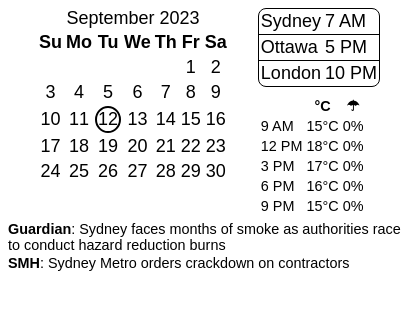 September 2023
Su Mo Tu We Th Fr Sa
1 2
3 4 5 6 7 8 9
10 11 12 13 14 15 16
17 18 19 20 21 22 23
24 25 26 27 28 29 30
Sydney 7 AM
Ottawa 5 PM
London 10 PM
°C ☂
9 AM 15°C 0%
12 PM 18°C 0%
3 PM 17°C 0%
6 PM 16°C 0%
9 PM 15°C 0%
Guardian: Sydney faces months of smoke as authorities race
to conduct hazard reduction burns
SMH: Sydney Metro orders crackdown on contractors